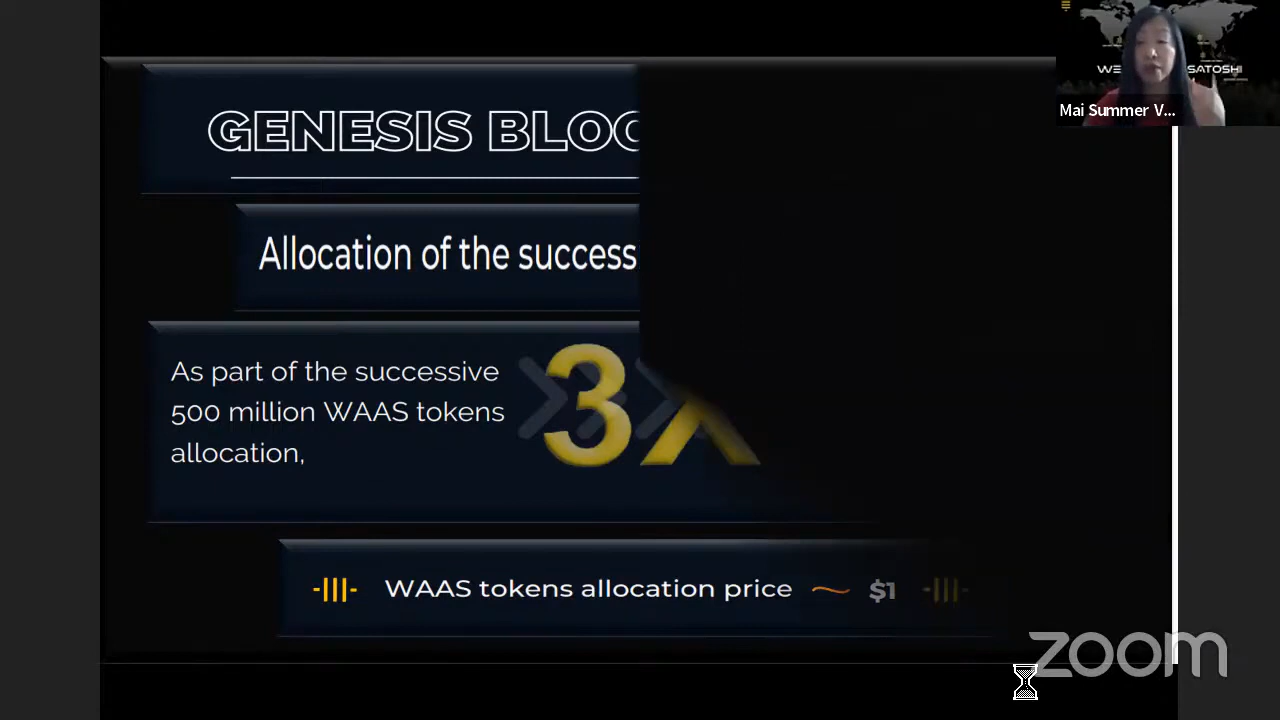 GENESIS BLOC
WE SATOSHI
Mai Summer V...
Allocation of the success
As part of the successive
500 million WAAS tokens
allocation,
3X
WAAS tokens allocation price ~ $1
zoom